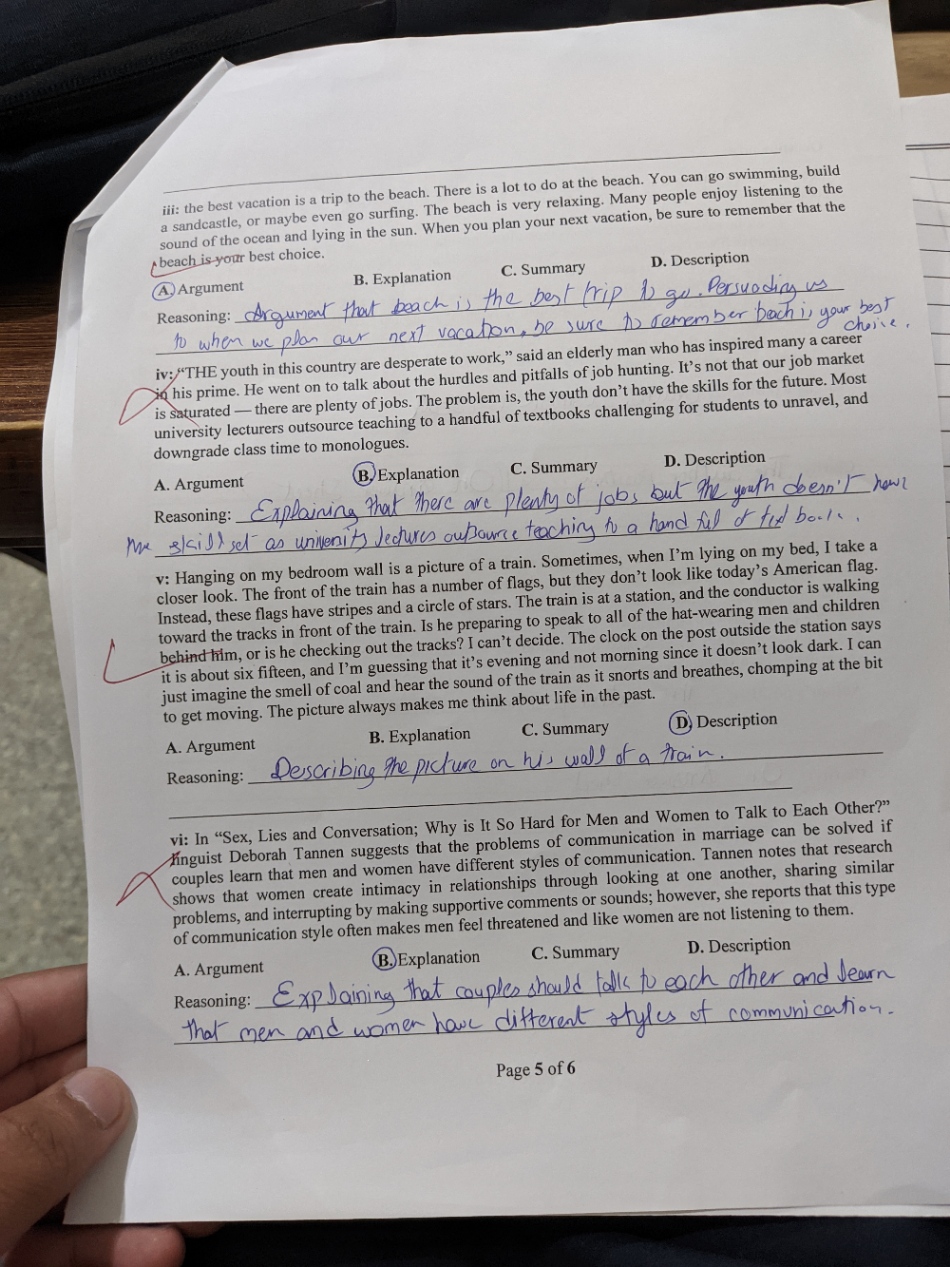 iii: the best vacation is a trip to the beach. There is a lot to do at the beach. You can go swimming, build
a sandcastle, or maybe even go surfing. The beach is very relaxing. Many people enjoy listening to the
sound of the ocean and lying in the sun. When you plan your next vacation, be sure to remember that the
beach is your best choice.
A. Argument B. Explanation C. Summary D. Description
Reasoning: Argument that beach is the best trip to go. Persuading us
to when we plan our next vacation, be sure to remember beach is your best
choice.
iv: “THE youth in this country are desperate to work,” said an elderly man who has inspired many a career
in his prime. He went on to talk about the hurdles and pitfalls of job hunting. It’s not that our job market
is saturated — there are plenty of jobs. The problem is, the youth don’t have the skills for the future. Most
university lecturers outsource teaching to a handful of textbooks challenging for students to unravel, and
downgrade class time to monologues.
A. Argument B. Explanation C. Summary D. Description
Reasoning: Explaining that there are plenty of jobs but the youth doesn't have
the skill set as university lectures outsource teaching to a hand ful of text books.
v: Hanging on my bedroom wall is a picture of a train. Sometimes, when I’m lying on my bed, I take a
closer look. The front of the train has a number of flags, but they don’t look like today’s American flag.
Instead, these flags have stripes and a circle of stars. The train is at a station, and the conductor is walking
toward the tracks in front of the train. Is he preparing to speak to all of the hat-wearing men and children
behind him, or is he checking out the tracks? I can’t decide. The clock on the post outside the station says
it is about six fifteen, and I’m guessing that it’s evening and not morning since it doesn’t look dark. I can
just imagine the smell of coal and hear the sound of the train as it snorts and breathes, chomping at the bit
to get moving. The picture always makes me think about life in the past.
A. Argument B. Explanation C. Summary D. Description
Reasoning: Describing the picture on his wall of a train.
vi: In “Sex, Lies and Conversation; Why is It So Hard for Men and Women to Talk to Each Other?”
linguist Deborah Tannen suggests that the problems of communication in marriage can be solved if
couples learn that men and women have different styles of communication. Tannen notes that research
shows that women create intimacy in relationships through looking at one another, sharing similar
problems, and interrupting by making supportive comments or sounds; however, she reports that this type
of communication style often makes men feel threatened and like women are not listening to them.
A. Argument B. Explanation C. Summary D. Description
Reasoning: Explaining that couples should talk to each other and learn
that men and women have different styles of communication.
Page 5 of 6